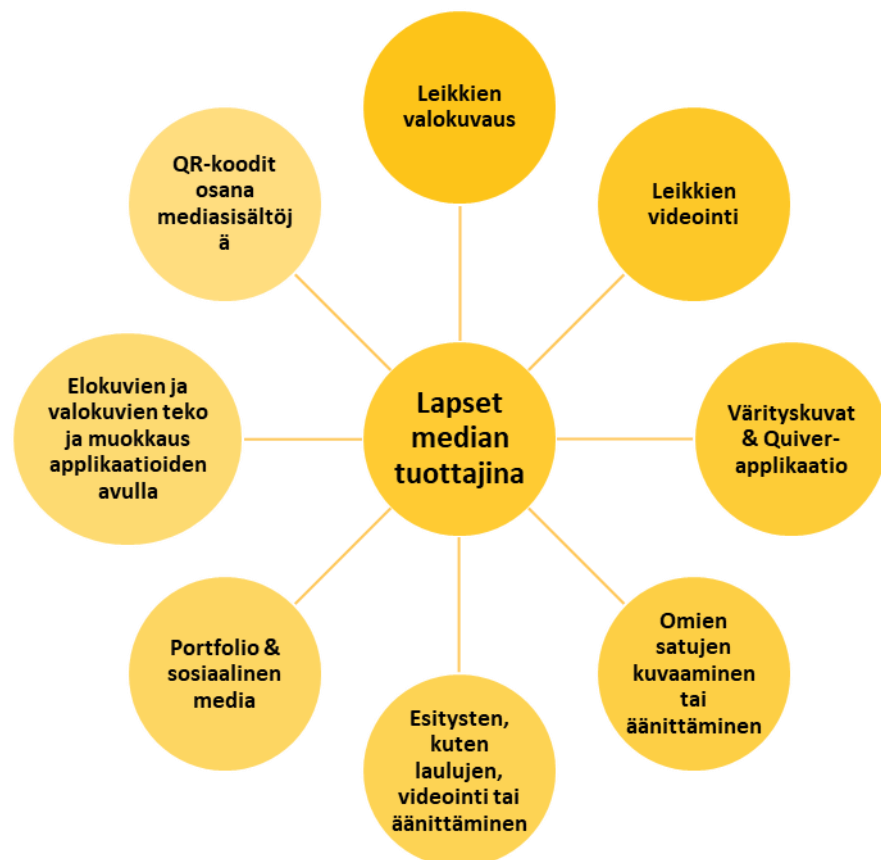 Leikkien
valokuvaus
Leikkien
videointi
Värityskuvat
& Quiver-
applikaatio
Omien
satujen
kuvaaminen
tai
äänittäminen
Esitysten,
kuten
laulujen,
videointi tai
äänittäminen
Portfolio &
sosiaalinen
media
Elokuvien ja
valokuvien teko
ja muokkaus
applikaatioiden
avulla
QR-koodit
osana
mediasisältöj
ä
Lapset
median
tuottajina